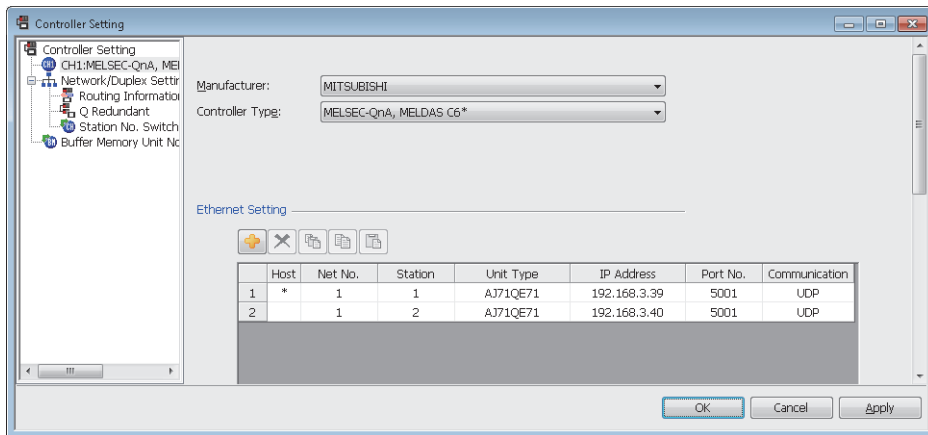 Controller Setting
Controller Setting
CH1:MELSEC-QnA, MEI
Network/Duplex Settir
Routing Information
Q Redundant
Station No. Switch
Buffer Memory Unit No
Manufacturer: MITSUBISHI
Controller Type: MELSEC-QnA, MELDAS C6*
Ethernet Setting
Host Net No. Station Unit Type IP Address Port No. Communication
1 * 1 1 AJ71QE71 192.168.3.39 5001 UDP
2 1 2 AJ71QE71 192.168.3.40 5001 UDP
OK Cancel Apply